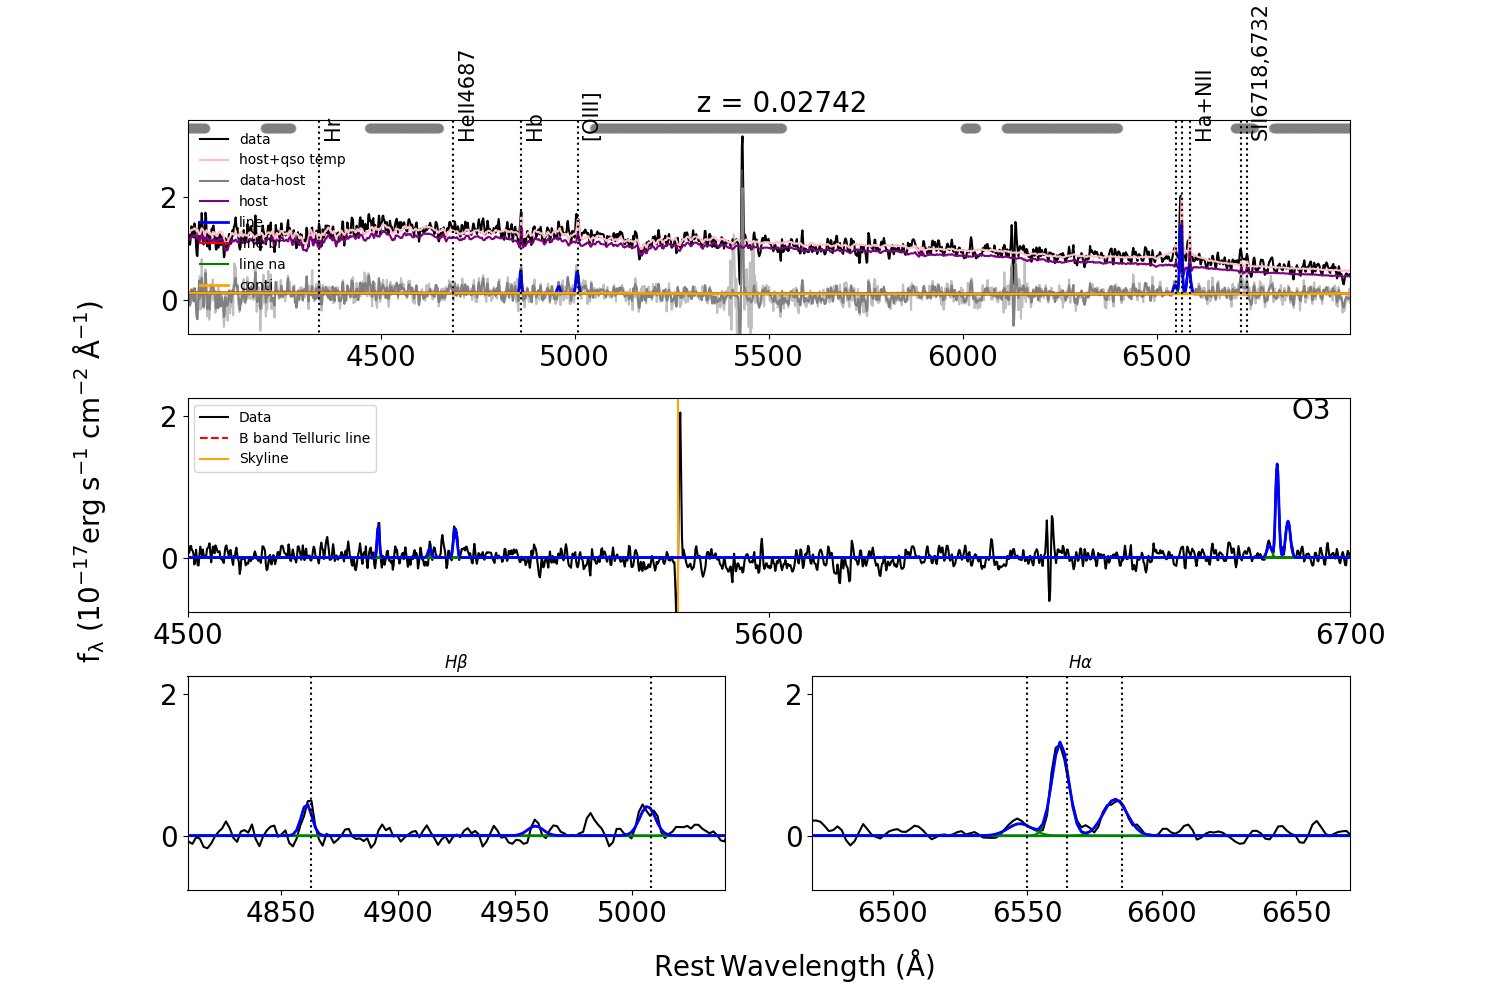 z = 0.02742
Hr
HeII4687
Hb
[OIII]
Ha+NII
SII6718,6732
data
host+qso temp
data-host
host
line
line na
conti
2
0
4500
5000
5500
6000
6500
O3
Data
B band Telluric line
Skyline
2
0
4500
5600
6700
fλ (10⁻¹⁷erg s⁻¹ cm⁻² Å⁻¹)
Hβ
2
0
4850
4900
4950
5000
Hα
2
0
6500
6550
6600
6650
Rest Wavelength (Å)